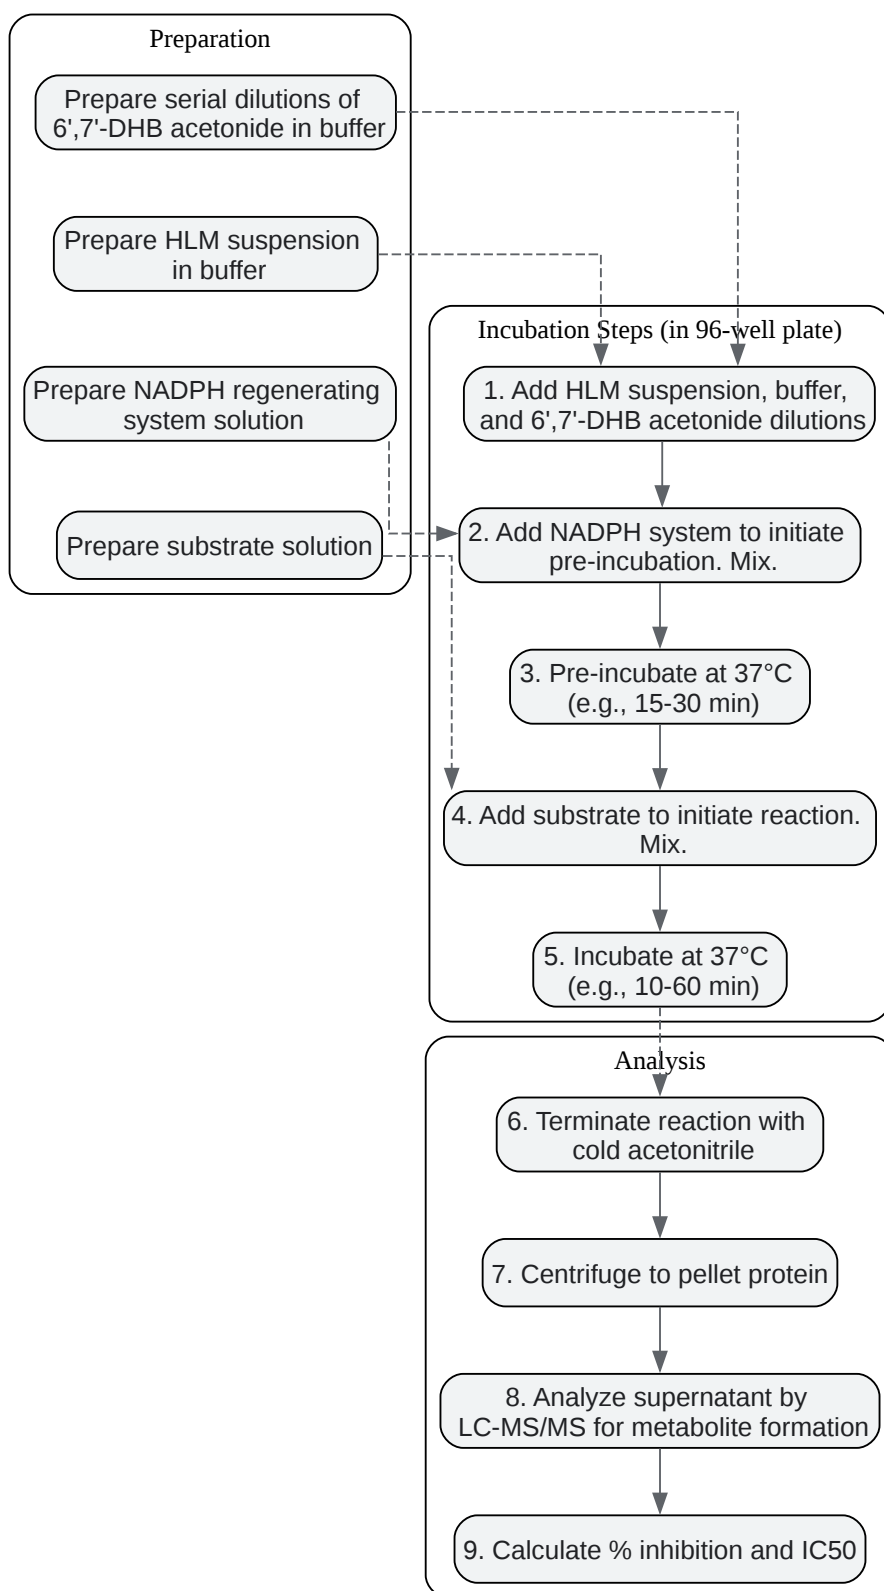 Preparation
Prepare serial dilutions of
6',7'-DHB acetonide in buffer
Prepare HLM suspension
in buffer
Prepare NADPH regenerating
system solution
Prepare substrate solution
Incubation Steps (in 96-well plate)
1. Add HLM suspension, buffer,
and 6',7'-DHB acetonide dilutions
2. Add NADPH system to initiate
pre-incubation. Mix.
3. Pre-incubate at 37°C
(e.g., 15-30 min)
4. Add substrate to initiate reaction.
Mix.
5. Incubate at 37°C
(e.g., 10-60 min)
Analysis
6. Terminate reaction with
cold acetonitrile
7. Centrifuge to pellet protein
8. Analyze supernatant by
LC-MS/MS for metabolite formation
9. Calculate % inhibition and IC50